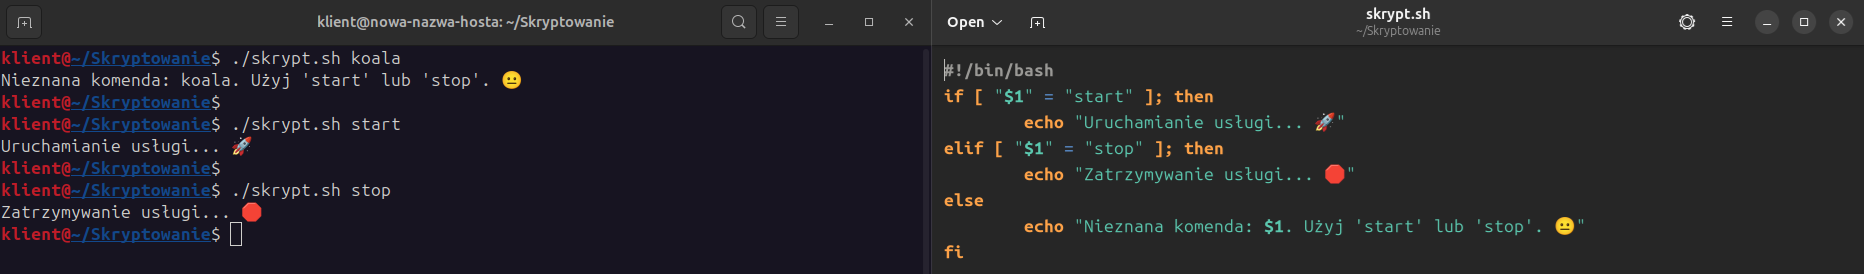 klient@nowa-nazwa-hosta: ~/Skryptowanie
klient@~/Skryptowanie$ ./skrypt.sh koala
Nieznana komenda: koala. Użyj 'start' lub 'stop'. 😐
klient@~/Skryptowanie$
klient@~/Skryptowanie$ ./skrypt.sh start
Uruchamianie usługi... 🚀
klient@~/Skryptowanie$
klient@~/Skryptowanie$ ./skrypt.sh stop
Zatrzymywanie usługi... 🛑
klient@~/Skryptowanie$
Open
skrypt.sh
~/Skryptowanie
#!/bin/bash
if [ "$1" = "start" ]; then
        echo "Uruchamianie usługi... 🚀"
elif [ "$1" = "stop" ]; then
        echo "Zatrzymywanie usługi... 🛑"
else
        echo "Nieznana komenda: $1. Użyj 'start' lub 'stop'. 😐"
fi